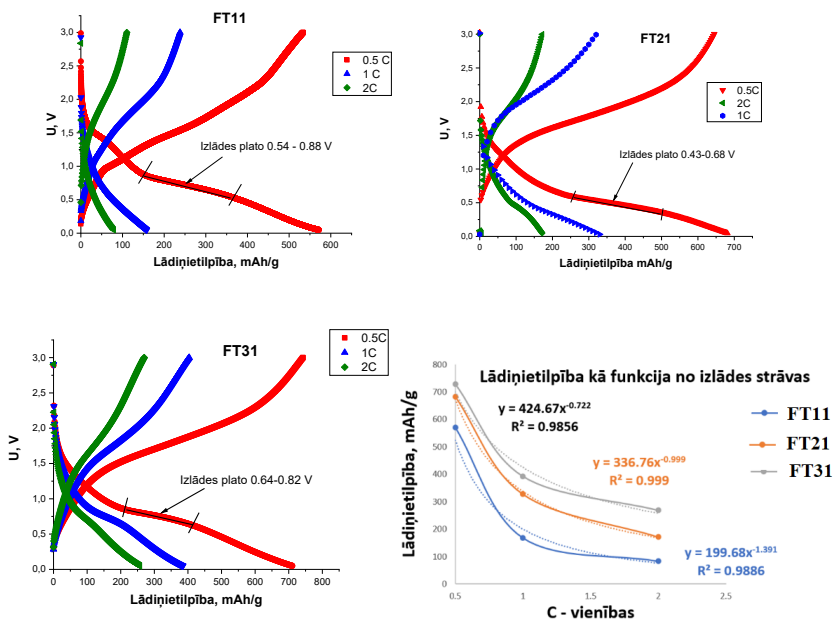 FT11
0.5 C
1 C
2C
3,0
2,5
2,0
1,5
1,0
0,5
0,0
U, V
Izlādes plato 0.54 - 0.88 V
0 100 200 300 400 500 600
Lādiņietilpība, mAh/g
FT21
0.5C
2C
1C
3,0
2,5
2,0
1,5
1,0
0,5
0,0
U, V
Izlādes plato 0.43-0.68 V
0 100 200 300 400 500 600 700
Lādiņietilpība mAh/g
FT31
0.5C
1C
2C
3,0
2,5
2,0
1,5
1,0
0,5
0,0
U, V
Izlādes plato 0.64-0.82 V
0 100 200 300 400 500 600 700 800
Lādiņietilpība, mAh/g
Lādiņietilpība kā funkcija no izlādes strāvas
800
700
600
500
400
300
200
100
0
Lādiņietilpība, mAh/g
y = 424.67x-0.722
R² = 0.9856
y = 336.76x-0.999
R² = 0.999
y = 199.68x-1.391
R² = 0.9886
FT11
FT21
FT31
0.5 1 1.5 2 2.5
C - vienības